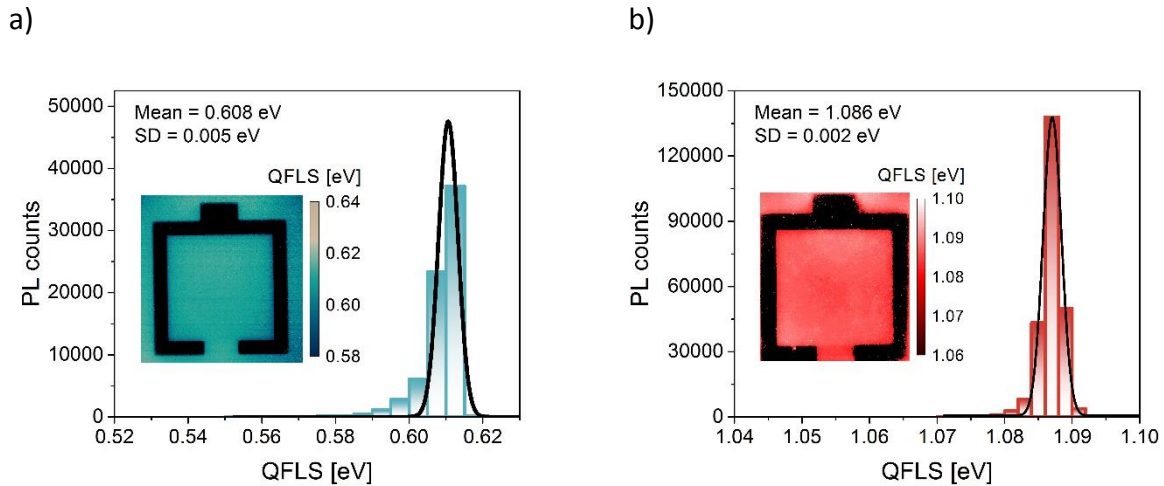 a)
50000
40000
30000
20000
10000
0
PL counts
Mean = 0.608 eV
SD = 0.005 eV
QFLS [eV]
0.64
0.62
0.60
0.58
0.52
0.54
0.56
0.60
0.62
QFLS [eV]
b)
150000
120000
90000
60000
30000
0
PL counts
Mean = 1.086 eV
SD = 0.002 eV
QFLS [eV]
1.10
1.09
1.08
1.07
1.06
1.04
1.05
1.06
1.07
1.08
1.09
1.10
QFLS [eV]